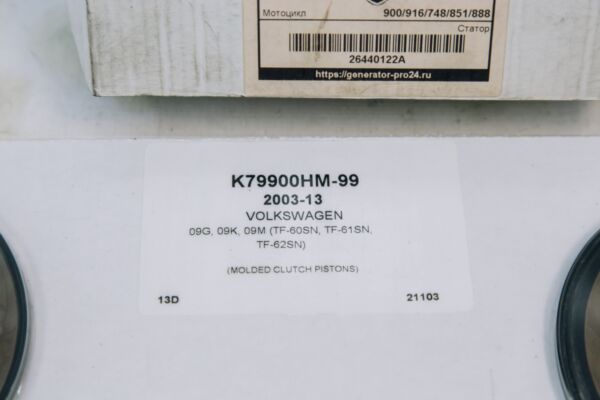 Мотоцикл 900/916/748/851/888
Статор
26440122A
https://generator-pro24.ru
K79900HM-99
2003-13
VOLKSWAGEN
09G, 09K, 09M (TF-60SN, TF-61SN,
TF-62SN)
(MOLDED CLUTCH PISTONS)
13D 21103